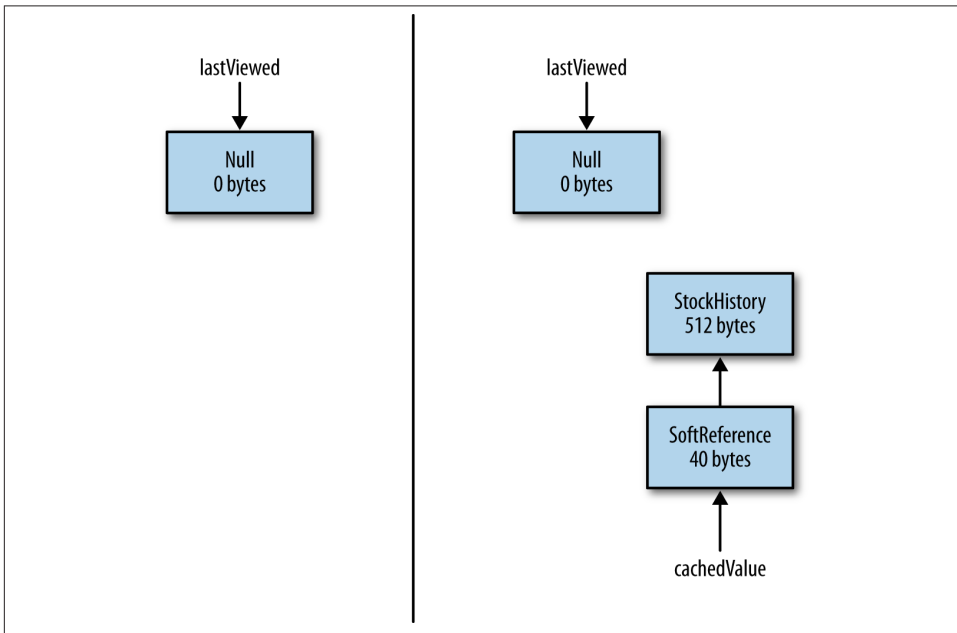 lastViewed
Null
0 bytes
lastViewed
Null
0 bytes
StockHistory
512 bytes
SoftReference
40 bytes
cachedValue